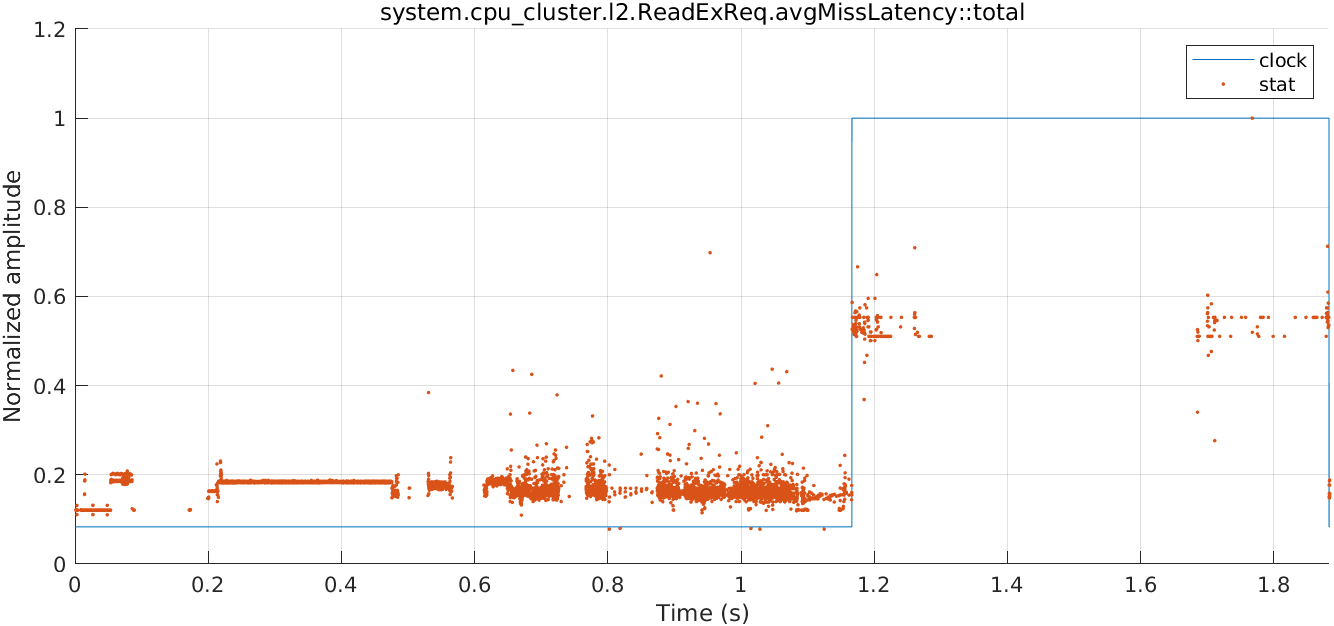 system.cpu_cluster.l2.ReadExReq.avgMissLatency::total
1.2
1
0.8
0.6
0.4
0.2
0
Normalized amplitude
clock
stat
0 0.2 0.4 0.6 0.8 1 1.2 1.4 1.6 1.8
Time (s)